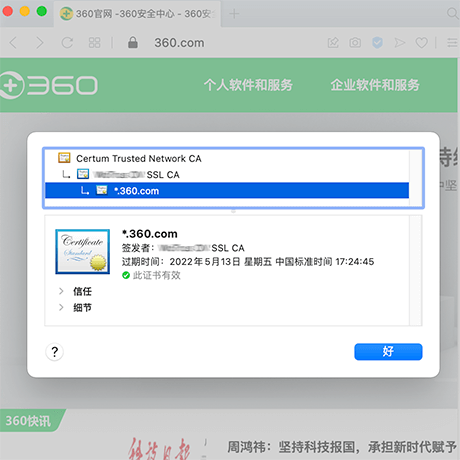 360官网 - 360安全中心 - 360安
360.com
360
个人软件和服务
企业软件和服务
Certum Trusted Network CA
SSL CA
*.360.com
Certificate
Standard
*.360.com
签发者： SSL CA
过期时间：2022年5月13日 星期五 中国标准时间 17:24:45
此证书有效
信任
细节
?
好
360快讯
科技日报
周鸿祎：坚持科技报国，承担新时代赋予